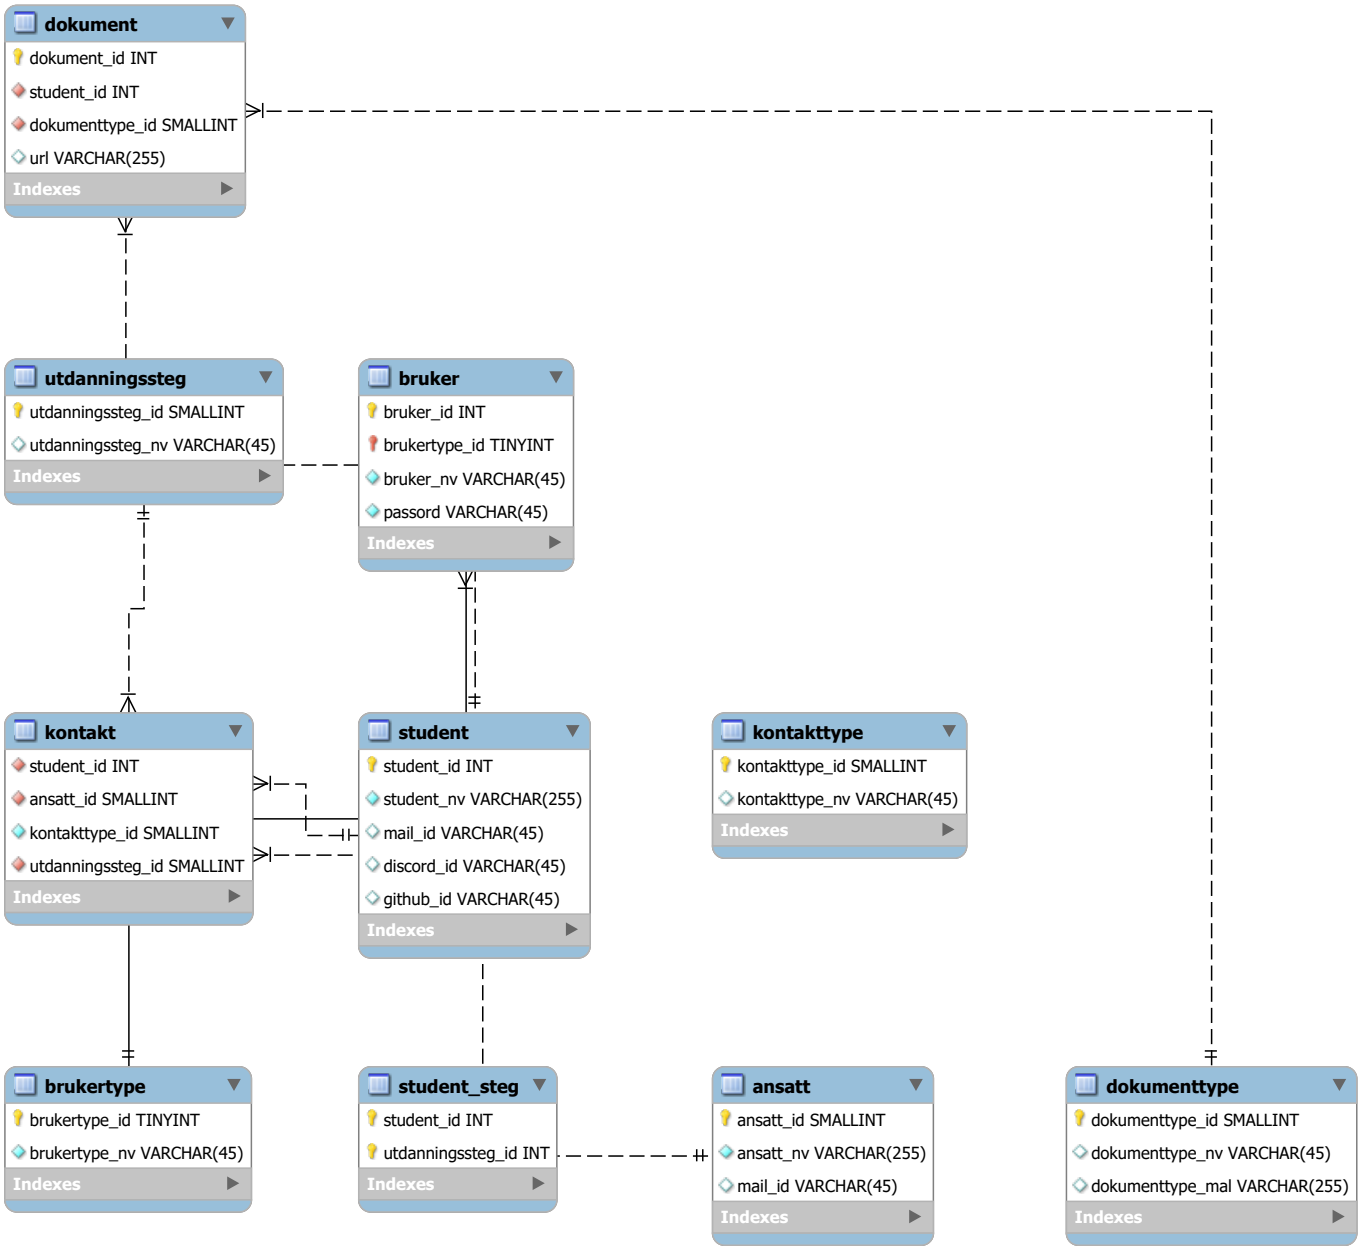 dokument
dokument_id INT
student_id INT
dokumenttype_id SMALLINT
url VARCHAR(255)
Indexes
utdanningssteg
utdanningssteg_id SMALLINT
utdanningssteg_nv VARCHAR(45)
Indexes
bruker
bruker_id INT
brukertype_id TINYINT
bruker_nv VARCHAR(45)
passord VARCHAR(45)
Indexes
kontakt
student_id INT
ansatt_id SMALLINT
kontakttype_id SMALLINT
utdanningssteg_id SMALLINT
Indexes
student
student_id INT
student_nv VARCHAR(255)
mail_id VARCHAR(45)
discord_id VARCHAR(45)
github_id VARCHAR(45)
Indexes
kontakttype
kontakttype_id SMALLINT
kontakttype_nv VARCHAR(45)
Indexes
brukertype
brukertype_id TINYINT
brukertype_nv VARCHAR(45)
Indexes
student_steg
student_id INT
utdanningssteg_id INT
Indexes
ansatt
ansatt_id SMALLINT
ansatt_nv VARCHAR(255)
mail_id VARCHAR(45)
Indexes
dokumenttype
dokumenttype_id SMALLINT
dokumenttype_nv VARCHAR(45)
dokumenttype_mal VARCHAR(255)
Indexes